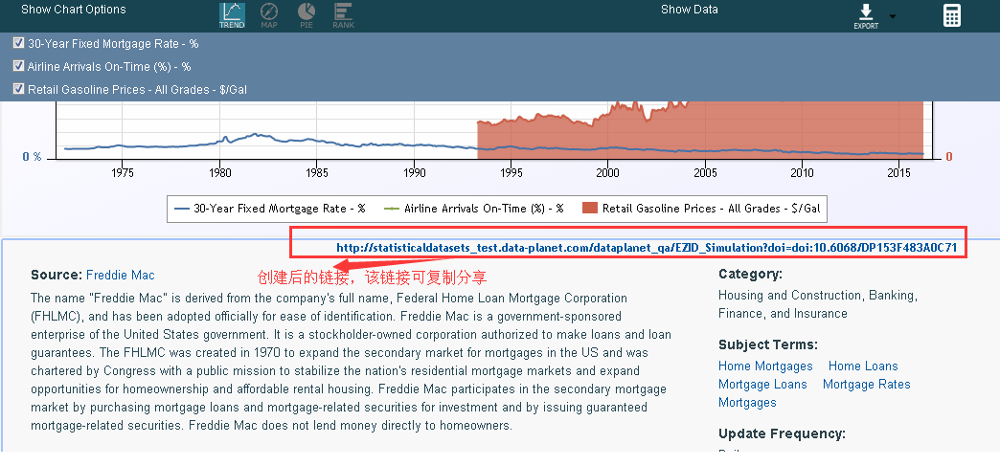 Show Chart Options
TREND
MAP
PIE
RANK
Show Data
EXPORT
30-Year Fixed Mortgage Rate - %
Airline Arrivals On-Time (%) - %
Retail Gasoline Prices - All Grades - $/Gal
0 %
0
1975 1980 1985 1990 1995 2000 2005 2010 2015
30-Year Fixed Mortgage Rate - % Airline Arrivals On-Time (%) - % Retail Gasoline Prices - All Grades - $/Gal
http://statisticaldatasets_test.data-planet.com/dataplanet_qa/EZID_Simulation?doi=doi:10.6068/DP153F483A0C71
创建后的链接，该链接可复制分享
Source: Freddie Mac
The name "Freddie Mac" is derived from the company's full name, Federal Home Loan Mortgage Corporation
(FHLMC), and has been adopted officially for ease of identification. Freddie Mac is a government-sponsored
enterprise of the United States government. It is a stockholder-owned corporation authorized to make loans and loan
guarantees. The FHLMC was created in 1970 to expand the secondary market for mortgages in the US and was
chartered by Congress with a public mission to stabilize the nation's residential mortgage markets and expand
opportunities for homeownership and affordable rental housing. Freddie Mac participates in the secondary mortgage
market by purchasing mortgage loans and mortgage-related securities for investment and by issuing guaranteed
mortgage-related securities. Freddie Mac does not lend money directly to homeowners.
Category:
Housing and Construction, Banking,
Finance, and Insurance
Subject Terms:
Home Mortgages Home Loans
Mortgage Loans Mortgage Rates
Mortgages
Update Frequency: